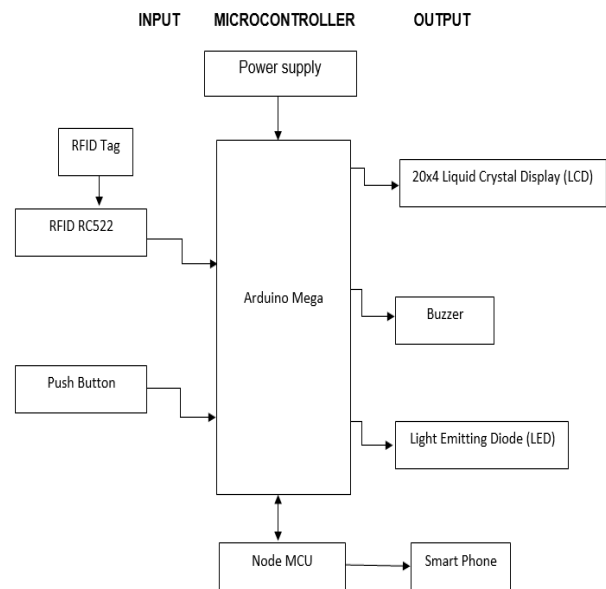 INPUT MICROCONTROLLER OUTPUT
Power supply
RFID Tag
20x4 Liquid Crystal Display (LCD)
RFID RC522
Arduino Mega
Buzzer
Push Button
Light Emitting Diode (LED)
Node MCU
Smart Phone